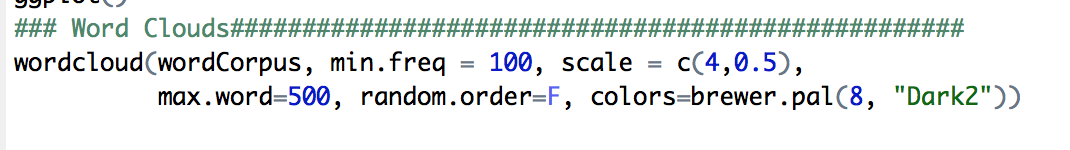 ggplot()
### Word Clouds###################################################
wordcloud(wordCorpus, min.freq = 100, scale = c(4,0.5),
max.word=500, random.order=F, colors=brewer.pal(8, "Dark2"))